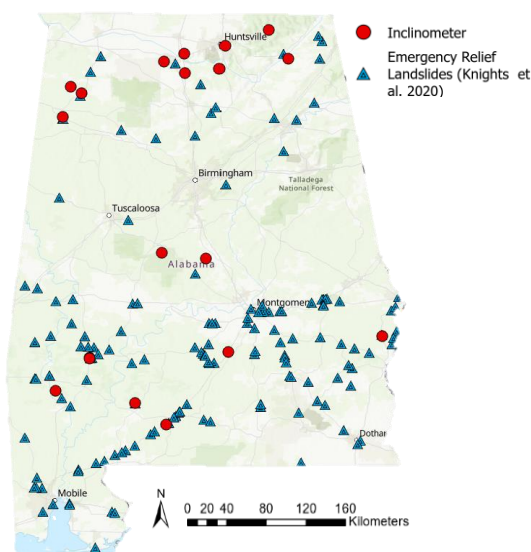 Huntsville
Inclinometer
Emergency Relief
Landslides (Knights et
al. 2020)
Birmingham
Talladega
National Forest
Tuscaloosa
Alabama
Montgomer
Dothar
Mobile
N
0 20 40 80 120 160
Kilometers